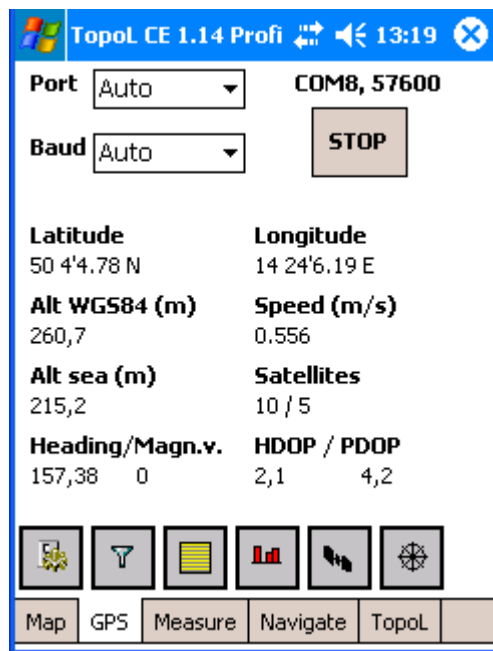 TopoL CE 1.14 Profi 13:19
Port Auto COM8, 57600
Baud Auto STOP
Latitude Longitude
50 4'4.78 N 14 24'6.19 E
Alt WGS84 (m) Speed (m/s)
260,7 0.556
Alt sea (m) Satellites
215,2 10 / 5
Heading/Magn.v. HDOP / PDOP
157,38 0 2,1 4,2
Map GPS Measure Navigate TopoL